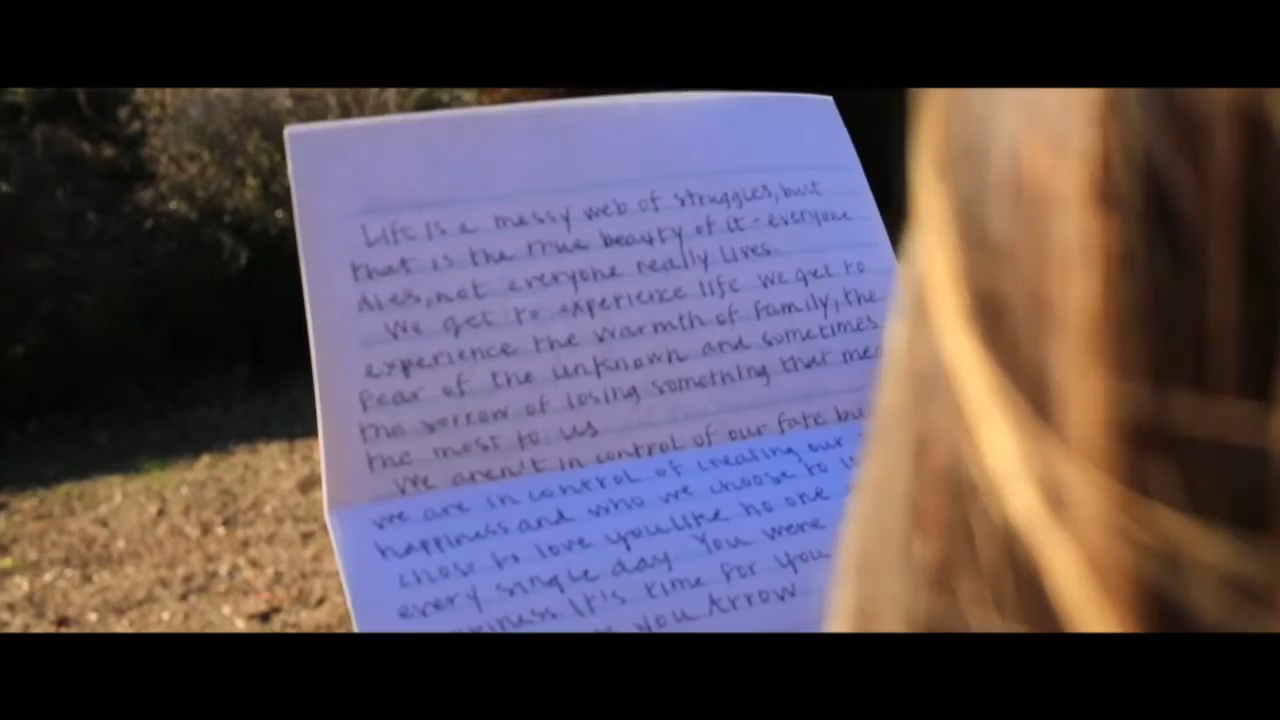 Life is a messy web of struggles, but
that is the true beauty of it - everyone
dies, not everyone really lives.
We get to experience life We get to
experience the warmth of family, the
fear of the unknown and sometimes
the sorrow of losing something that
the most to us
We aren't in control of our fate
we are in control of creating our
happiness and who we choose to
chose to love you like no one
every single day. You were
It's time for you
you Arrow